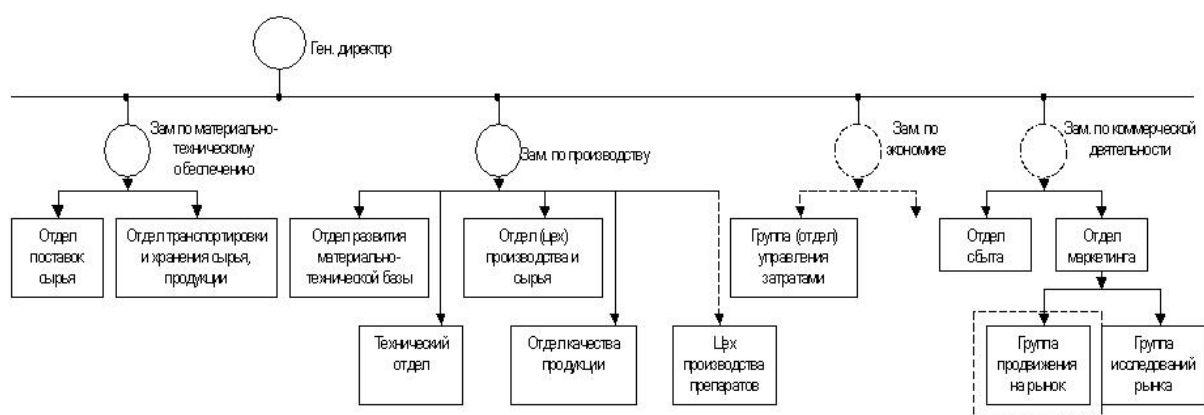 Ген. директор
Зам по материально-
техническому
обеспечению
Зам. по производству
Зам. по
экономике
Зам. по коммерческой
деятельности
Отдел
поставок
сырья
Отдел транспортировки
и хранения сырья,
продукции
Отдел развития
материально-
технической базы
Отдел (цех)
производства и
сырья
Группа (отдел)
управления
затратами
Отдел
сбыта
Отдел
маркетинга
Технический
отдел
Отдел качества
продукции
Цех
производства
препаратов
Группа
продвижения
на рынок
Группа
исследований
рынка